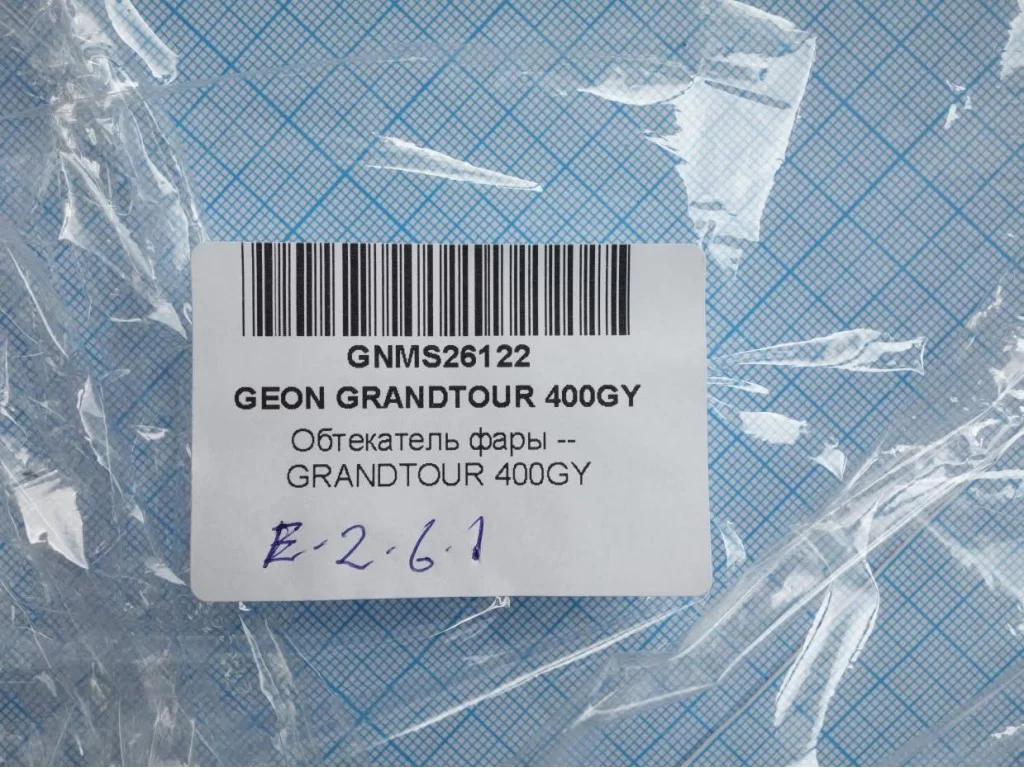 GNMS26122
GEON GRANDTOUR 400GY
Обтекатель фары --
GRANDTOUR 400GY
E-2.6.1